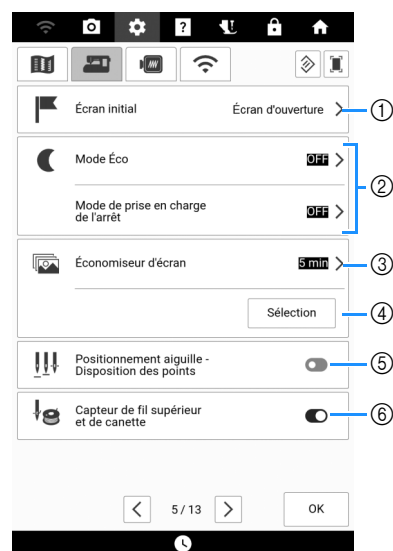 ?
Écran initial
Écran d'ouverture
①
Mode Éco
OFF
②
Mode de prise en charge
de l'arrêt
OFF
Économiseur d'écran
5 min
③
Sélection
④
Positionnement aiguille -
Disposition des points
⑤
Capteur de fil supérieur
et de canette
⑥
5 / 13
OK